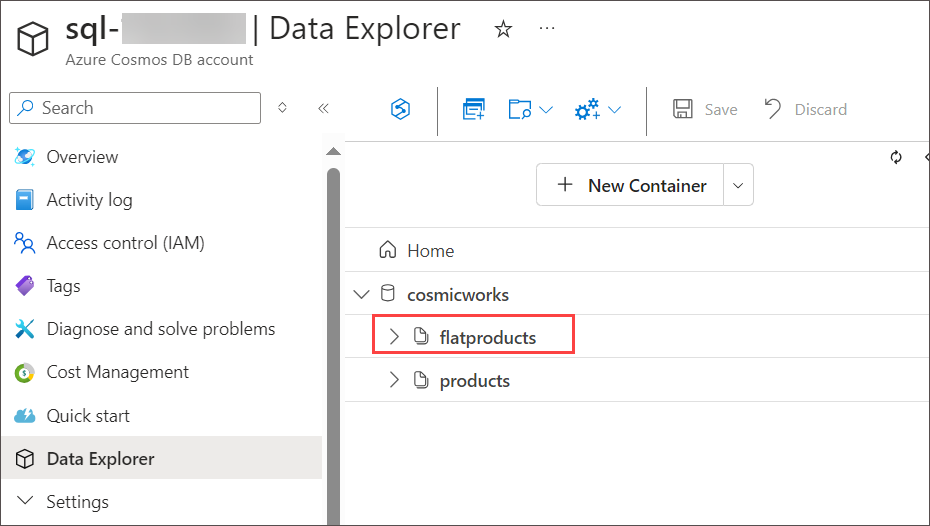 sql- | Data Explorer
Azure Cosmos DB account
Search
Save
Discard
Overview
Activity log
Access control (IAM)
Tags
Diagnose and solve problems
Cost Management
Quick start
Data Explorer
Settings
New Container
Home
cosmicworks
flatproducts
products